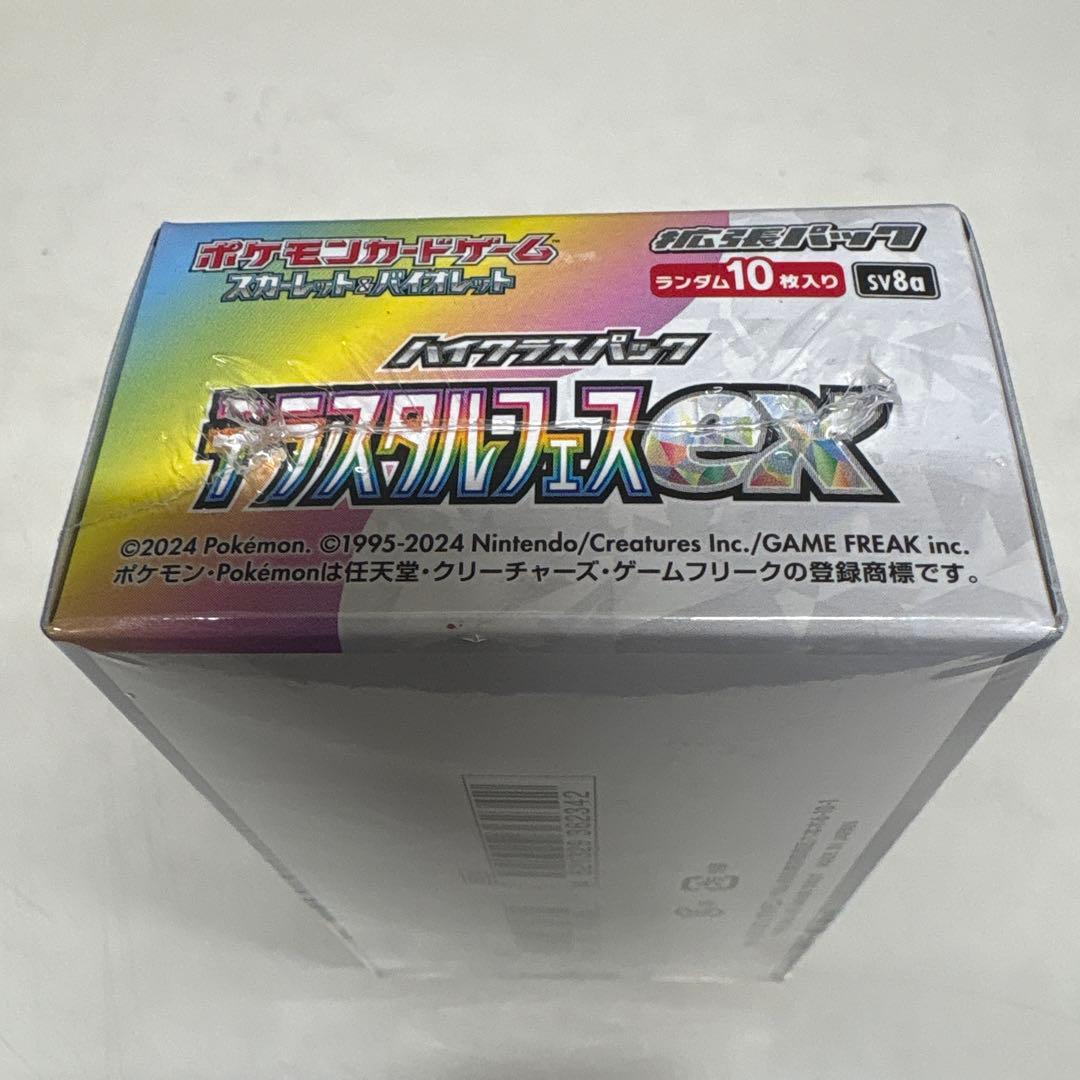 ポケモンカードゲーム™
スカーレット&バイオレット
拡張パック
ランダム10枚入り
SV8a
ハイクラスパック
テラスタルフェスex
©2024 Pokémon. ©1995-2024 Nintendo/Creatures Inc./GAME FREAK inc.
ポケモン・Pokémonは任天堂・クリーチャーズ・ゲームフリークの登録商標です。